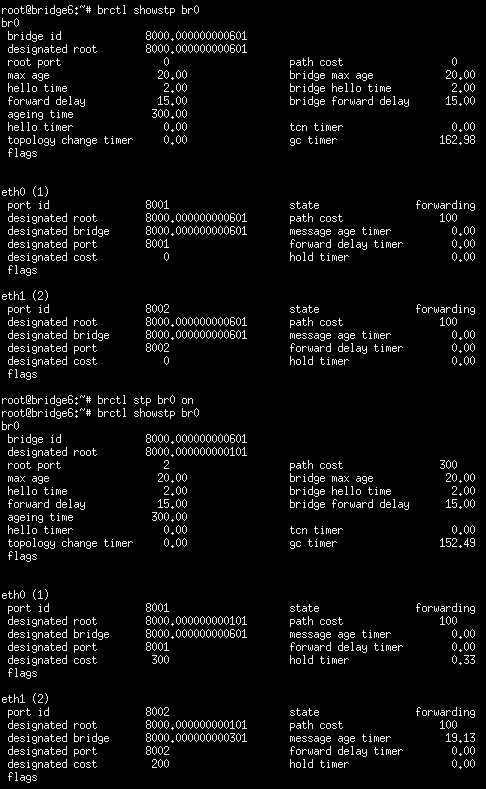 root@bridge6:~# brctl showstp br0
br0
 bridge id              8000.000000000601
 designated root        8000.000000000601
 root port                 0                    path cost                  0
 max age                  20.00                 bridge max age            20.00
 hello time                2.00                 bridge hello time          2.00
 forward delay            15.00                 bridge forward delay      15.00
 ageing time             300.00
 hello timer               0.00                 tcn timer                  0.00
 topology change timer     0.00                 gc timer                 162.98
 flags
eth0 (1)
 port id                8001                    state                forwarding
 designated root        8000.000000000601       path cost                100
 designated bridge      8000.000000000601       message age timer          0.00
 designated port        8001                    forward delay timer        0.00
 designated cost           0                    hold timer                 0.00
 flags
eth1 (2)
 port id                8002                    state                forwarding
 designated root        8000.000000000601       path cost                100
 designated bridge      8000.000000000601       message age timer          0.00
 designated port        8002                    forward delay timer        0.00
 designated cost           0                    hold timer                 0.00
 flags
root@bridge6:~# brctl stp br0 on
root@bridge6:~# brctl showstp br0
br0
 bridge id              8000.000000000601
 designated root        8000.000000000101
 root port                 2                    path cost                300
 max age                  20.00                 bridge max age            20.00
 hello time                2.00                 bridge hello time          2.00
 forward delay            15.00                 bridge forward delay      15.00
 ageing time             300.00
 hello timer               0.00                 tcn timer                  0.00
 topology change timer     0.00                 gc timer                 152.49
 flags
eth0 (1)
 port id                8001                    state                forwarding
 designated root        8000.000000000101       path cost                100
 designated bridge      8000.000000000601       message age timer          0.00
 designated port        8001                    forward delay timer        0.00
 designated cost         300                    hold timer                 0.33
 flags
eth1 (2)
 port id                8002                    state                forwarding
 designated root        8000.000000000101       path cost                100
 designated bridge      8000.000000000301       message age timer         19.13
 designated port        8002                    forward delay timer        0.00
 designated cost         200                    hold timer                 0.00
 flags